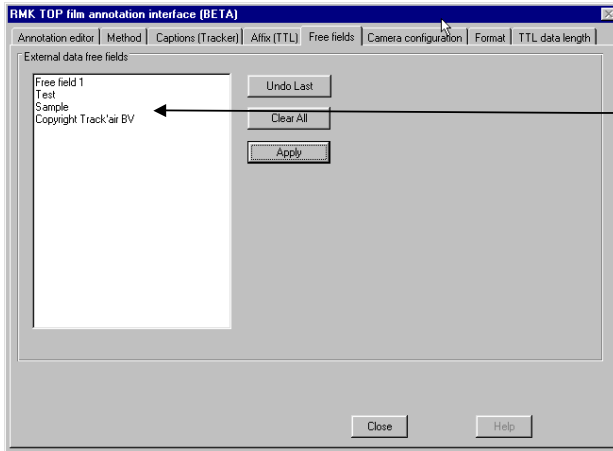 RMK TOP film annotation interface (BETA)
Annotation editor Method Captions (Tracker) Affix (TTL) Free fields Camera configuration Format TTL data length
External data free fields
Free field 1
Test
Sample
Copyright Track'air BV
Undo Last
Clear All
Apply
Close
Help